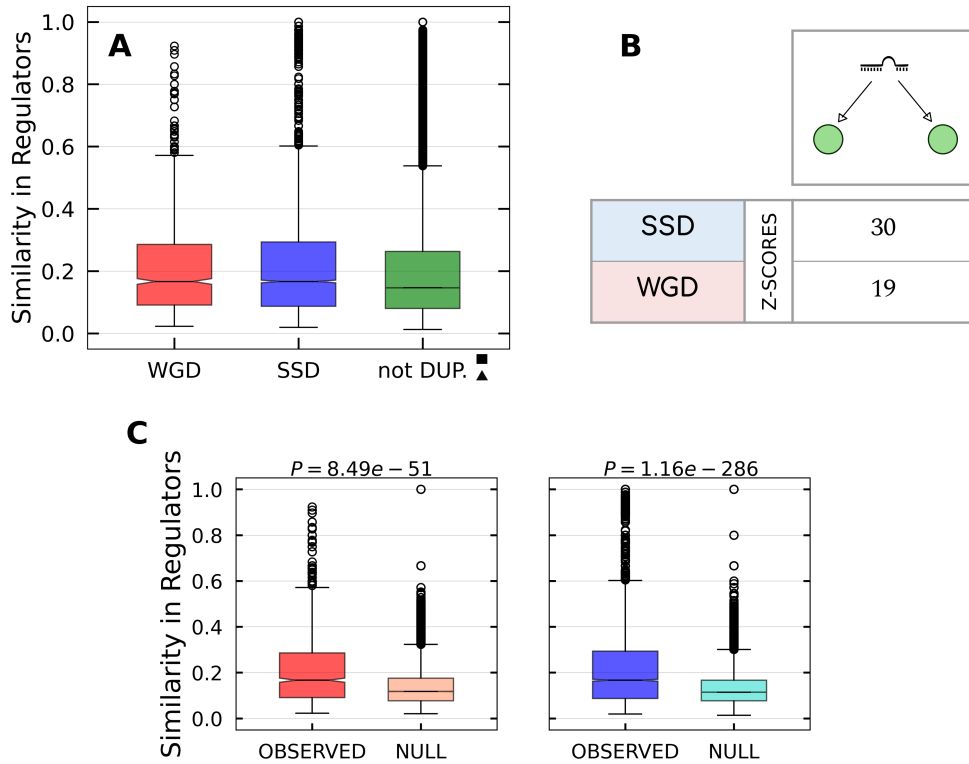 A
Similarity in Regulators
1.0
0.8
0.6
0.4
0.2
0.0
WGD SSD not DUP.
B
SSD
WGD
Z-SCORES
30
19
C
Similarity in Regulators
P = 8.49e − 51
1.0
0.8
0.6
0.4
0.2
0.0
OBSERVED NULL
P = 1.16e − 286
OBSERVED NULL